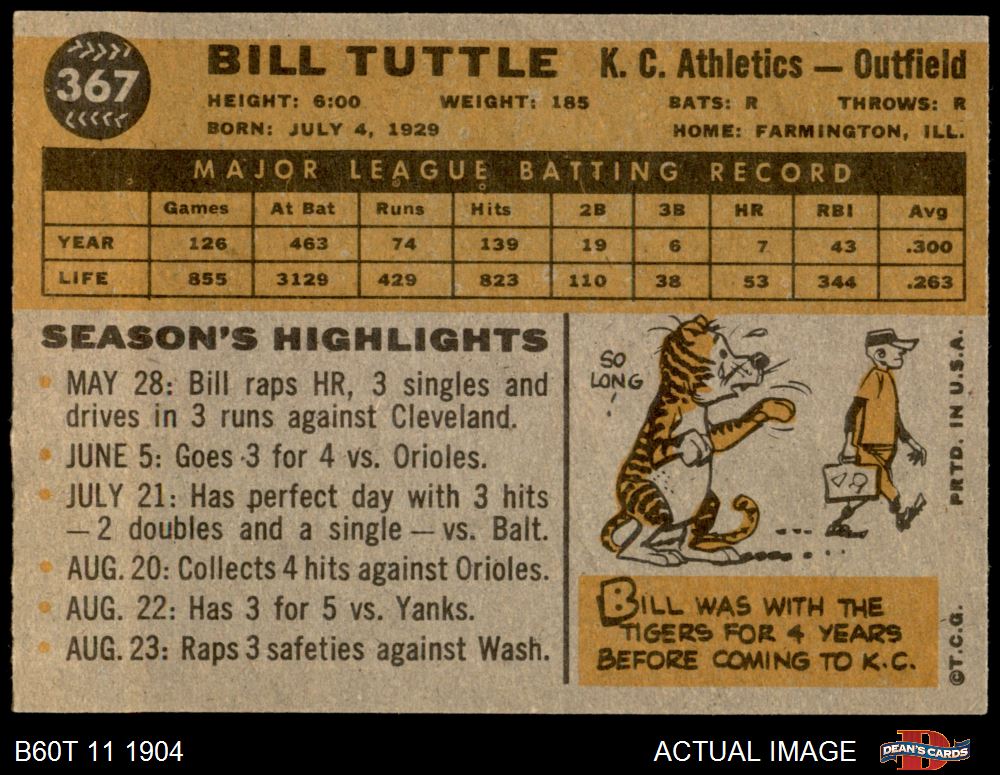 367
BILL TUTTLE K. C. Athletics — Outfield
HEIGHT: 6:00 WEIGHT: 185 BATS: R THROWS: R
BORN: JULY 4, 1929 HOME: FARMINGTON, ILL.
MAJOR LEAGUE BATTING RECORD
Games At Bat Runs Hits 2B 3B HR RBI Avg
YEAR 126 463 74 139 19 6 7 43 .300
LIFE 855 3129 429 823 110 38 53 344 .263
SEASON'S HIGHLIGHTS
MAY 28: Bill raps HR, 3 singles and
drives in 3 runs against Cleveland.
JUNE 5: Goes 3 for 4 vs. Orioles.
JULY 21: Has perfect day with 3 hits
— 2 doubles and a single — vs. Balt.
AUG. 20: Collects 4 hits against Orioles.
AUG. 22: Has 3 for 5 vs. Yanks.
AUG. 23: Raps 3 safeties against Wash.
SO
LONG
!
BILL WAS WITH THE
TIGERS FOR 4 YEARS
BEFORE COMING TO K.C.
PRTD. IN U.S.A.
©T.C.G.
B60T 11 1904
ACTUAL IMAGE
D
DEAN'S CARDS